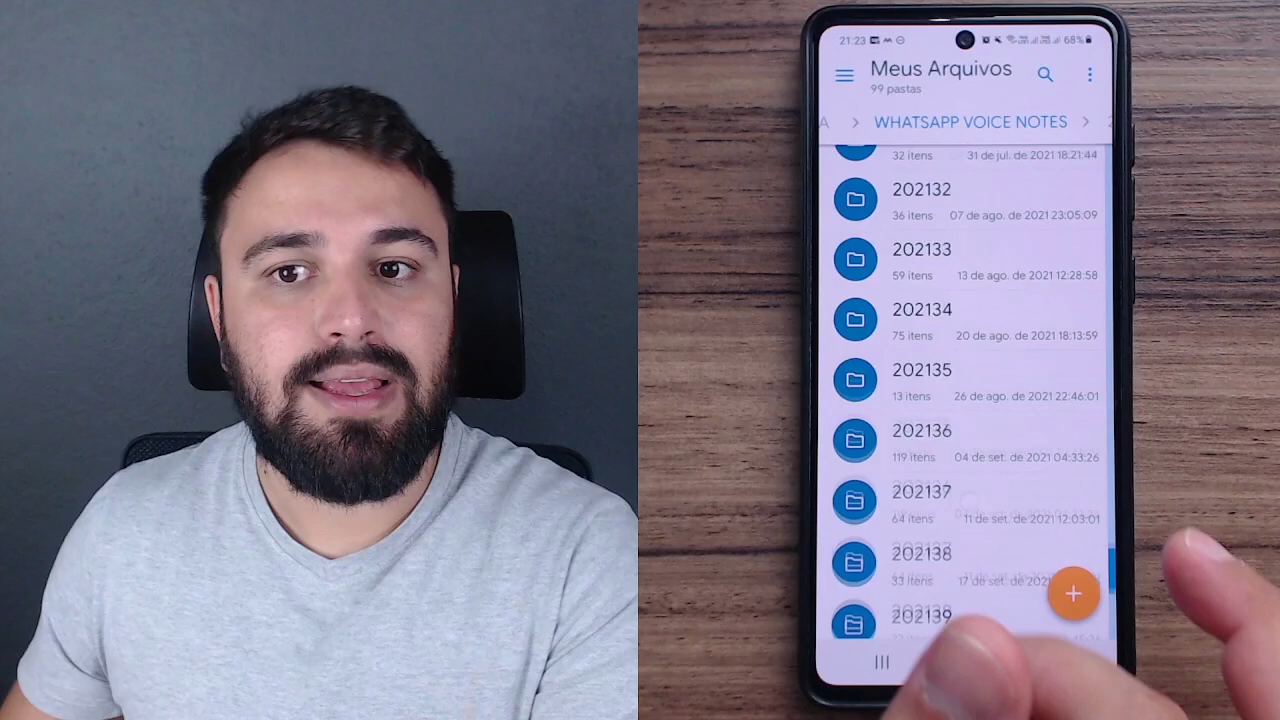 21:23
68%
Meus Arquivos
99 pastas
A > WHATSAPP VOICE NOTES >
32 itens 31 de jul. de 2021 18:21:44
202132
36 itens 07 de ago. de 2021 23:05:09
202133
59 itens 13 de ago. de 2021 12:28:58
202134
75 itens 20 de ago. de 2021 18:13:59
202135
13 itens 26 de ago. de 2021 22:46:01
202136
119 itens 04 de set. de 2021 04:33:26
202137
64 itens 11 de set. de 2021 12:03:01
202138
33 itens 17 de set. de 202
202139